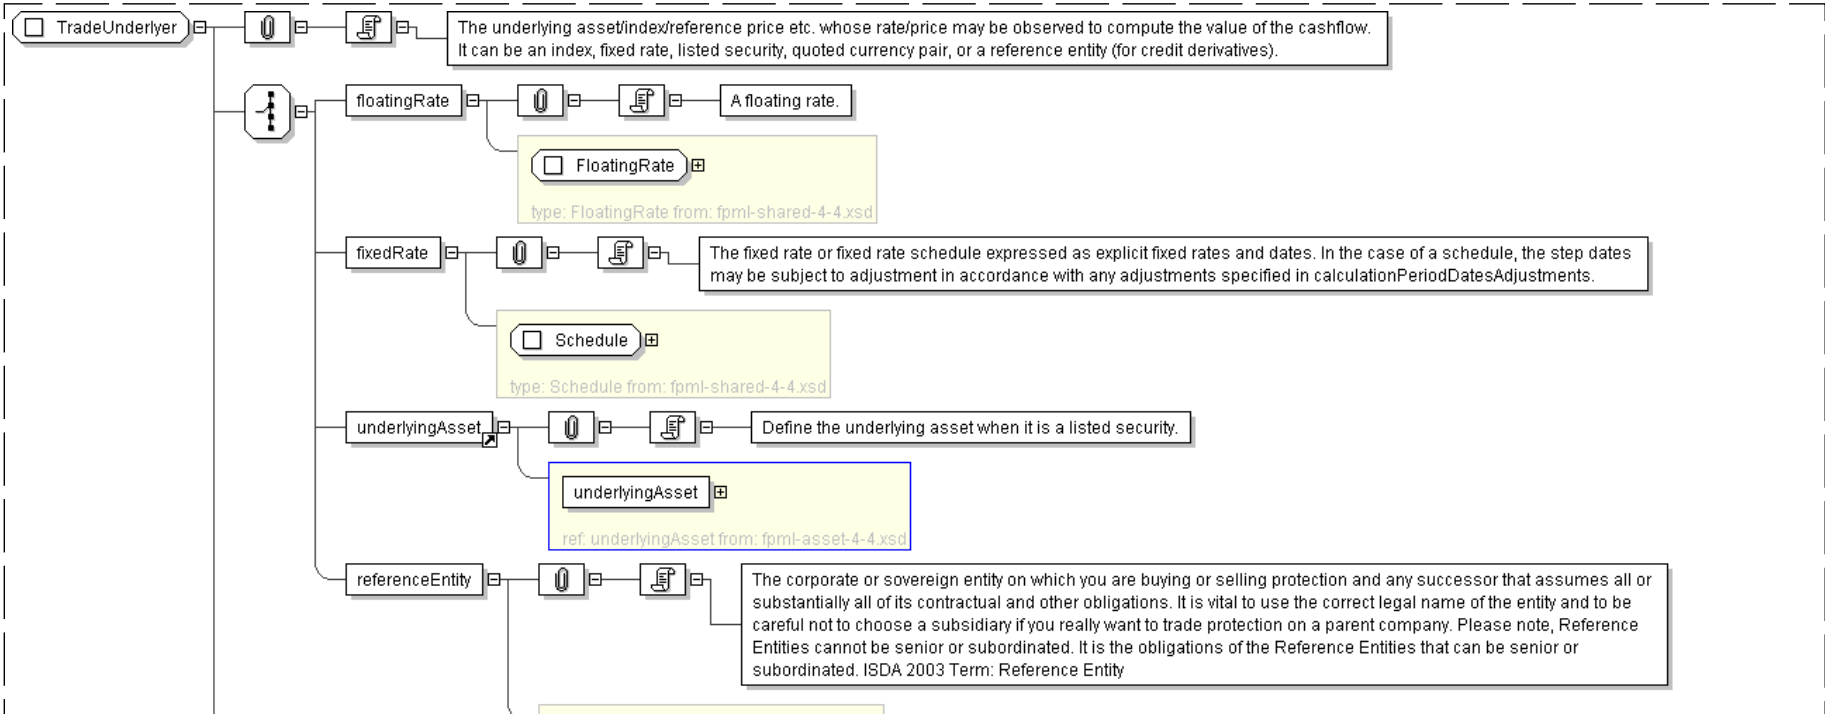 TradeUnderlyer
The underlying asset/index/reference price etc. whose rate/price may be observed to compute the value of the cashflow.
It can be an index, fixed rate, listed security, quoted currency pair, or a reference entity (for credit derivatives).
floatingRate
A floating rate.
FloatingRate
type: FloatingRate from: fpml-shared-4-4.xsd
fixedRate
The fixed rate or fixed rate schedule expressed as explicit fixed rates and dates. In the case of a schedule, the step dates
may be subject to adjustment in accordance with any adjustments specified in calculationPeriodDatesAdjustments.
Schedule
type: Schedule from: fpml-shared-4-4.xsd
underlyingAsset
Define the underlying asset when it is a listed security.
underlyingAsset
ref: underlyingAsset from: fpml-asset-4-4.xsd
referenceEntity
The corporate or sovereign entity on which you are buying or selling protection and any successor that assumes all or
substantially all of its contractual and other obligations. It is vital to use the correct legal name of the entity and to be
careful not to choose a subsidiary if you really want to trade protection on a parent company. Please note, Reference
Entities cannot be senior or subordinated. It is the obligations of the Reference Entities that can be senior or
subordinated. ISDA 2003 Term: Reference Entity